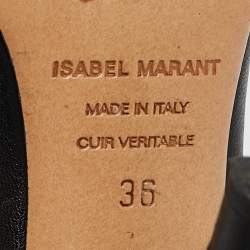 ISABEL MARANT
MADE IN ITALY
CUIR VERITABLE
36